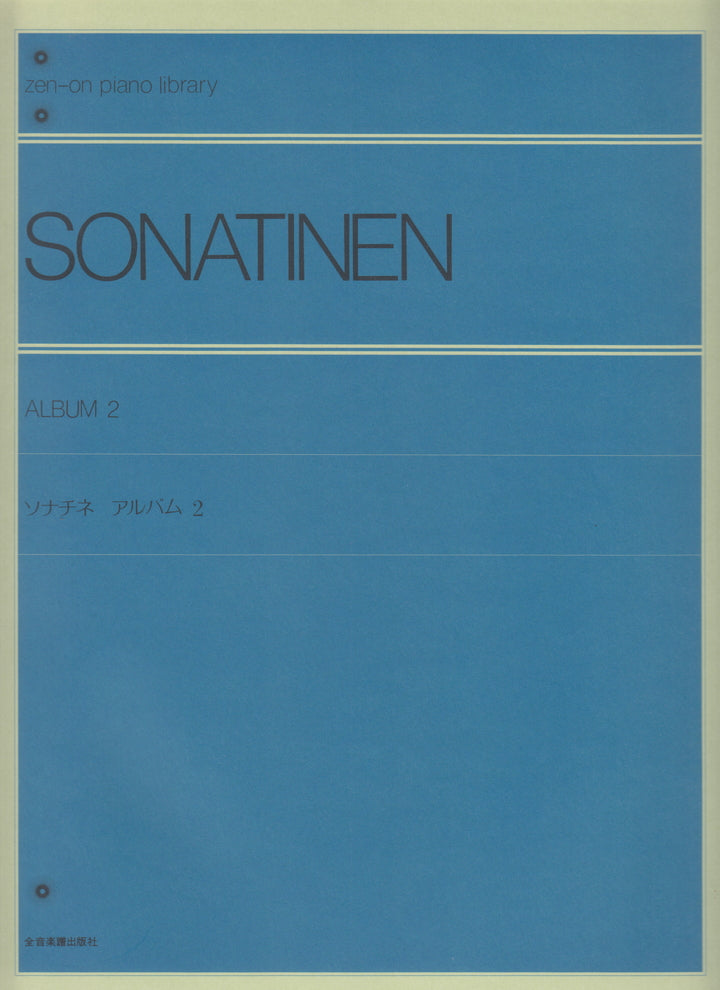 zen-on piano library
SONATINEN
ALBUM 2
ソナチネ アルバム 2
全音楽譜出版社